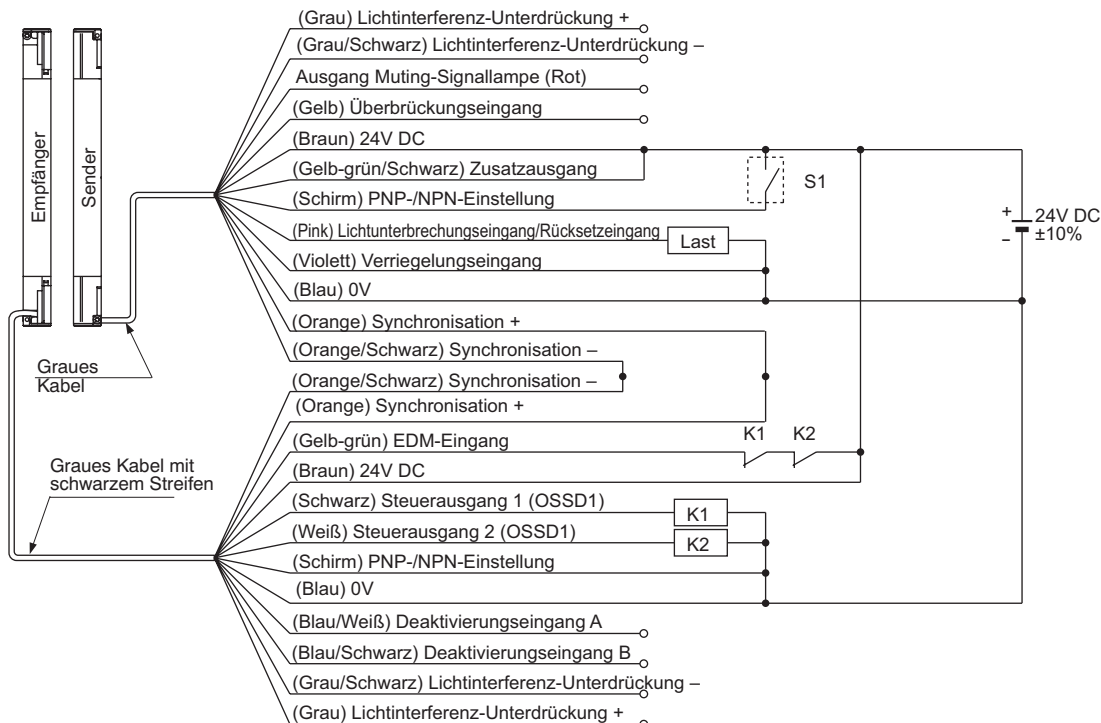 (Grau) Lichtinterferenz-Unterdrückung +
(Grau/Schwarz) Lichtinterferenz-Unterdrückung –
Ausgang Muting-Signallampe (Rot)
(Gelb) Überbrückungseingang
(Braun) 24V DC
(Gelb-grün/Schwarz) Zusatzausgang
(Schirm) PNP-/NPN-Einstellung
(Pink) Lichtunterbrechungseingang/Rücksetzeingang
(Violett) Verriegelungseingang
(Blau) 0V
(Orange) Synchronisation +
(Orange/Schwarz) Synchronisation –
(Orange/Schwarz) Synchronisation –
(Orange) Synchronisation +
(Gelb-grün) EDM-Eingang
(Braun) 24V DC
(Schwarz) Steuerausgang 1 (OSSD1)
(Weiß) Steuerausgang 2 (OSSD1)
(Schirm) PNP-/NPN-Einstellung
(Blau) 0V
(Blau/Weiß) Deaktivierungseingang A
(Blau/Schwarz) Deaktivierungseingang B
(Grau/Schwarz) Lichtinterferenz-Unterdrückung –
(Grau) Lichtinterferenz-Unterdrückung +
Empfänger
Sender
Graues
Kabel
Graues Kabel mit
schwarzem Streifen
S1
Last
K1 K2
K1
K2
+
24V DC
±10%
–